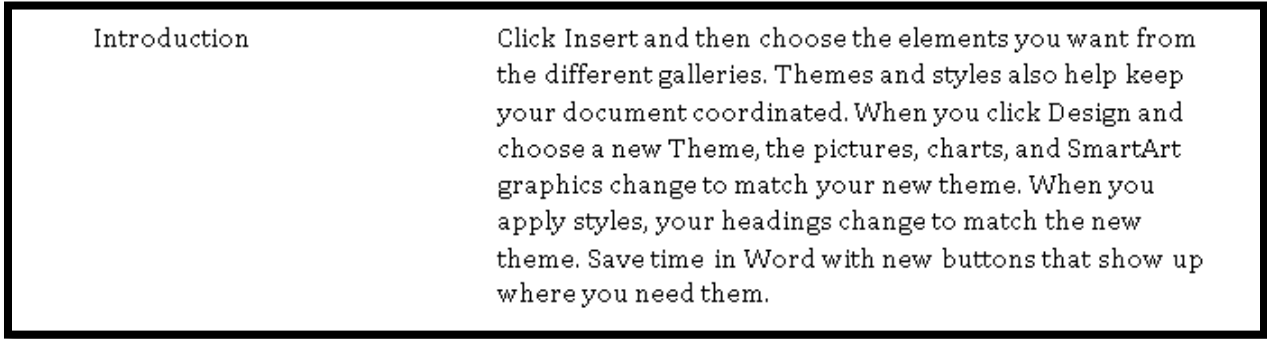 Introduction
Click Insert and then choose the elements you want from
the different galleries. Themes and styles also help keep
your document coordinated. When you click Design and
choose a new Theme, the pictures, charts, and SmartArt
graphics change to match your new theme. When you
apply styles, your headings change to match the new
theme. Save time in Word with new buttons that show up
where you need them.